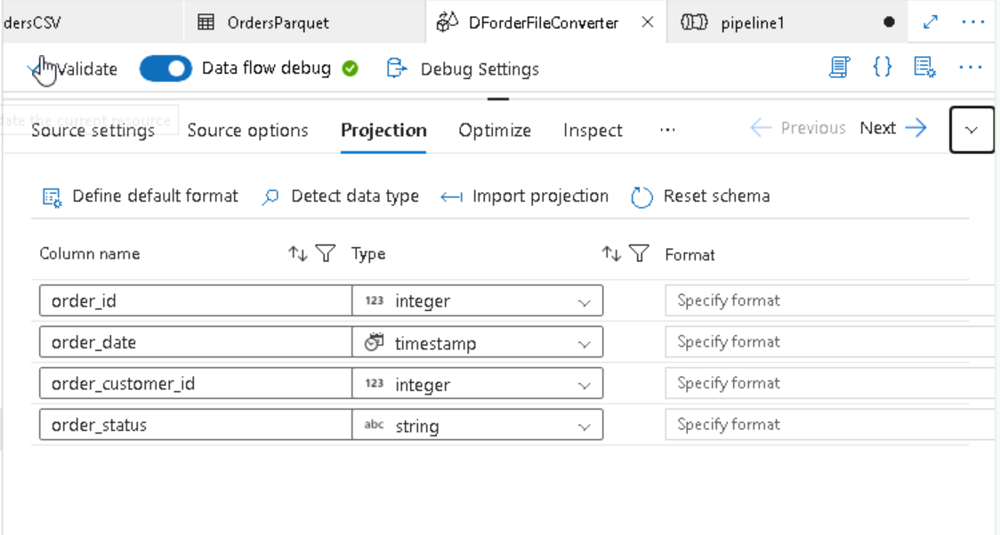 dersCSV OrdersParquet DForderFileConverter pipeline1
Validate Data flow debug Debug Settings
date the current resource
Source settings Source options Projection Optimize Inspect ... Previous Next
Define default format Detect data type Import projection Reset schema
Column name Type Format
order_id 123 integer Specify format
order_date timestamp Specify format
order_customer_id 123 integer Specify format
order_status abc string Specify format